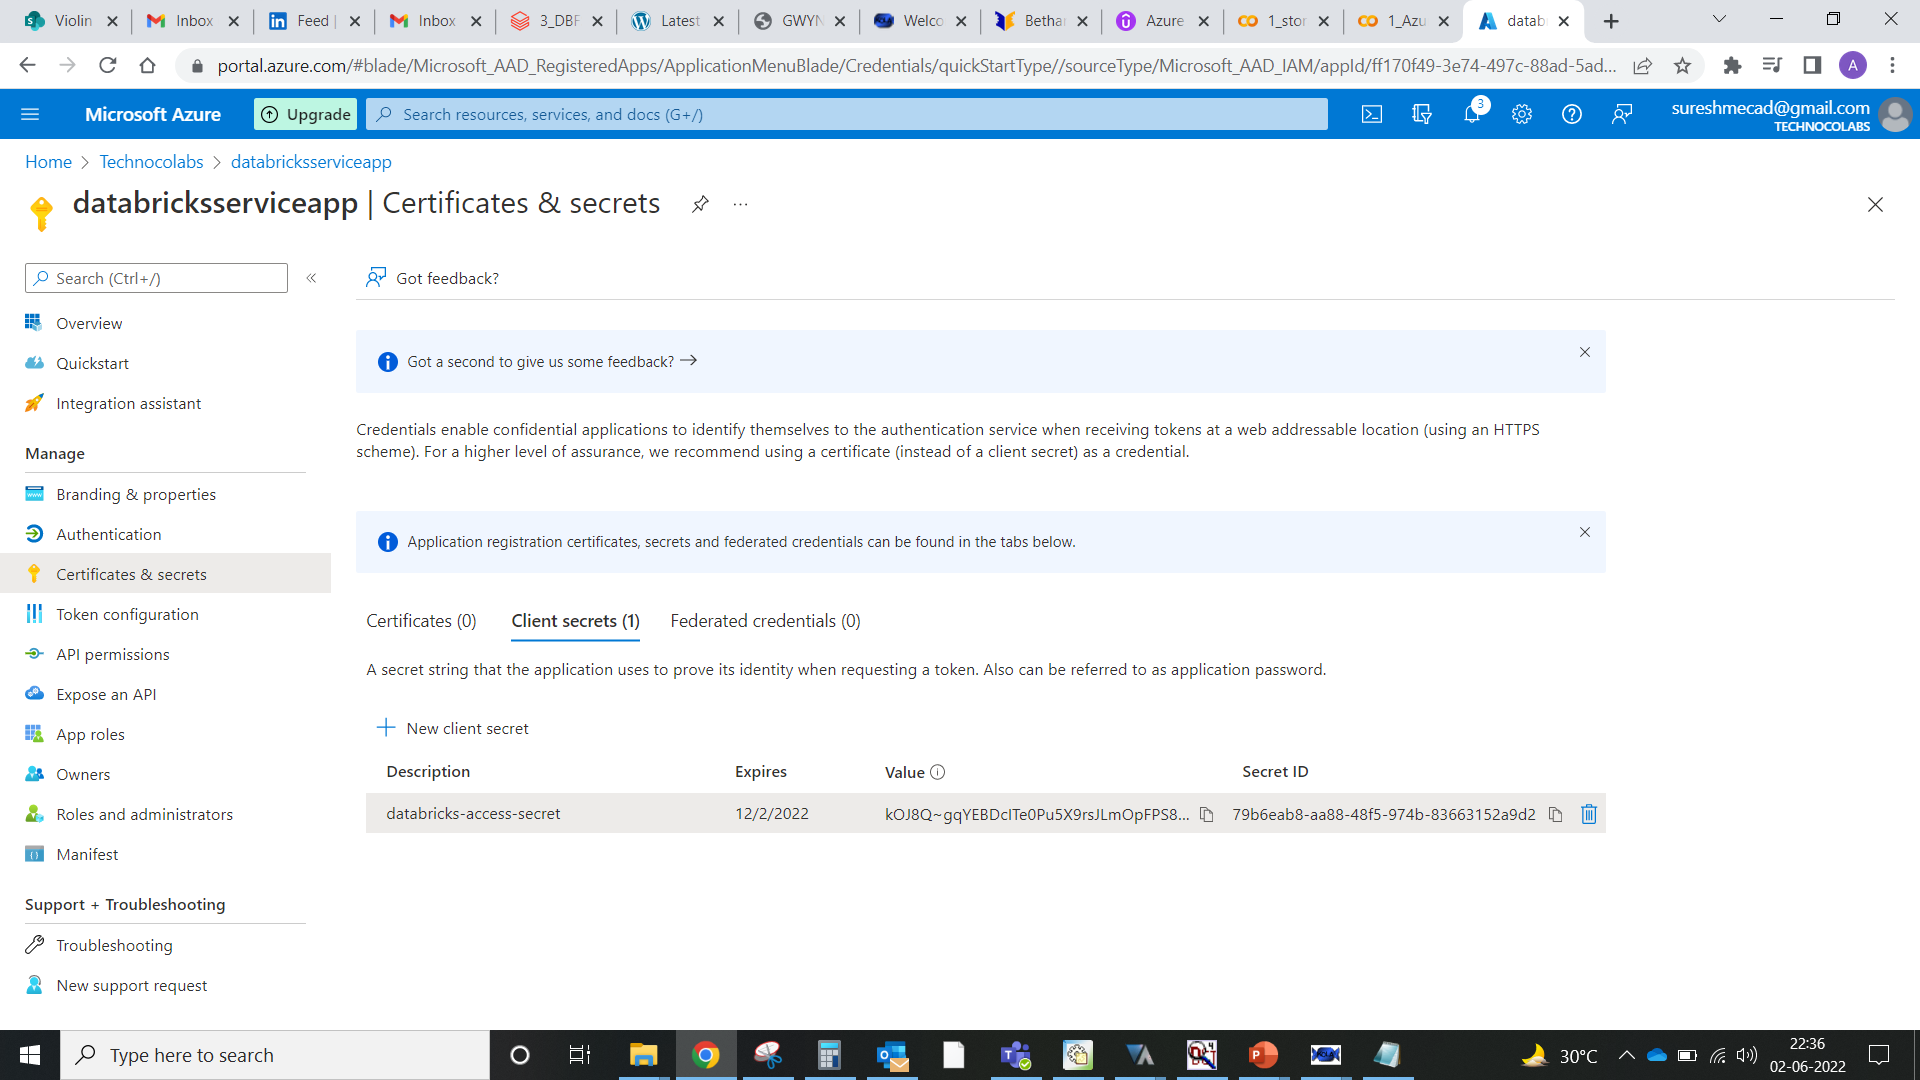 Violin
Inbox
Feed |
Inbox
3_DBF
Latest
GWYN
Welco
Bethar
Azure
1_stor
1_Azu
datab
portal.azure.com/#blade/Microsoft_AAD_RegisteredApps/ApplicationMenuBlade/Credentials/quickStartType//sourceType/Microsoft_AAD_IAM/appId/ff170f49-3e74-497c-88ad-5ad...
A
Microsoft Azure
Upgrade
Search resources, services, and docs (G+/)
3
sureshmecad@gmail.com
TECHNOCOLABS
Home > Technocolabs > databricksserviceapp
databricksserviceapp | Certificates & secrets
...
Search (Ctrl+/)
«
Got feedback?
Overview
Quickstart
Integration assistant
Manage
Branding & properties
Authentication
Certificates & secrets
Token configuration
API permissions
Expose an API
App roles
Owners
Roles and administrators
Manifest
Support + Troubleshooting
Troubleshooting
New support request
Got a second to give us some feedback? →
Credentials enable confidential applications to identify themselves to the authentication service when receiving tokens at a web addressable location (using an HTTPS
scheme). For a higher level of assurance, we recommend using a certificate (instead of a client secret) as a credential.
Application registration certificates, secrets and federated credentials can be found in the tabs below.
Certificates (0)
Client secrets (1)
Federated credentials (0)
A secret string that the application uses to prove its identity when requesting a token. Also can be referred to as application password.
New client secret
Description
Expires
Value
Secret ID
databricks-access-secret
12/2/2022
kOJ8Q~gqYEBDcITe0Pu5X9rsJLmOpFPS8...
79b6eab8-aa88-48f5-974b-83663152a9d2
Type here to search
30°C
22:36
02-06-2022